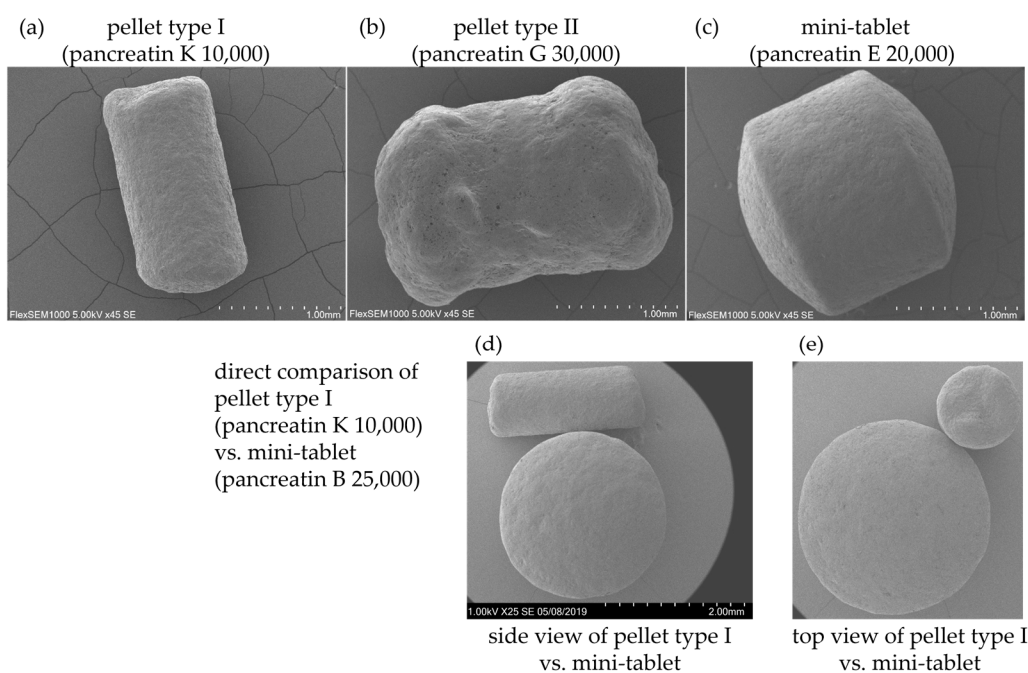 (a) pellet type I
(pancreatin K 10,000)
(b) pellet type II
(pancreatin G 30,000)
(c) mini-tablet
(pancreatin E 20,000)
FlexSEM1000 5.00kV x45 SE 1.00mm
FlexSEM1000 5.00kV x45 SE 1.00mm
FlexSEM1000 5.00kV x45 SE 1.00mm
direct comparison of
pellet type I
(pancreatin K 10,000)
vs. mini-tablet
(pancreatin B 25,000)
(d)
1.00kV X25 SE 05/08/2019 2.00mm
side view of pellet type I
vs. mini-tablet
(e)
top view of pellet type I
vs. mini-tablet